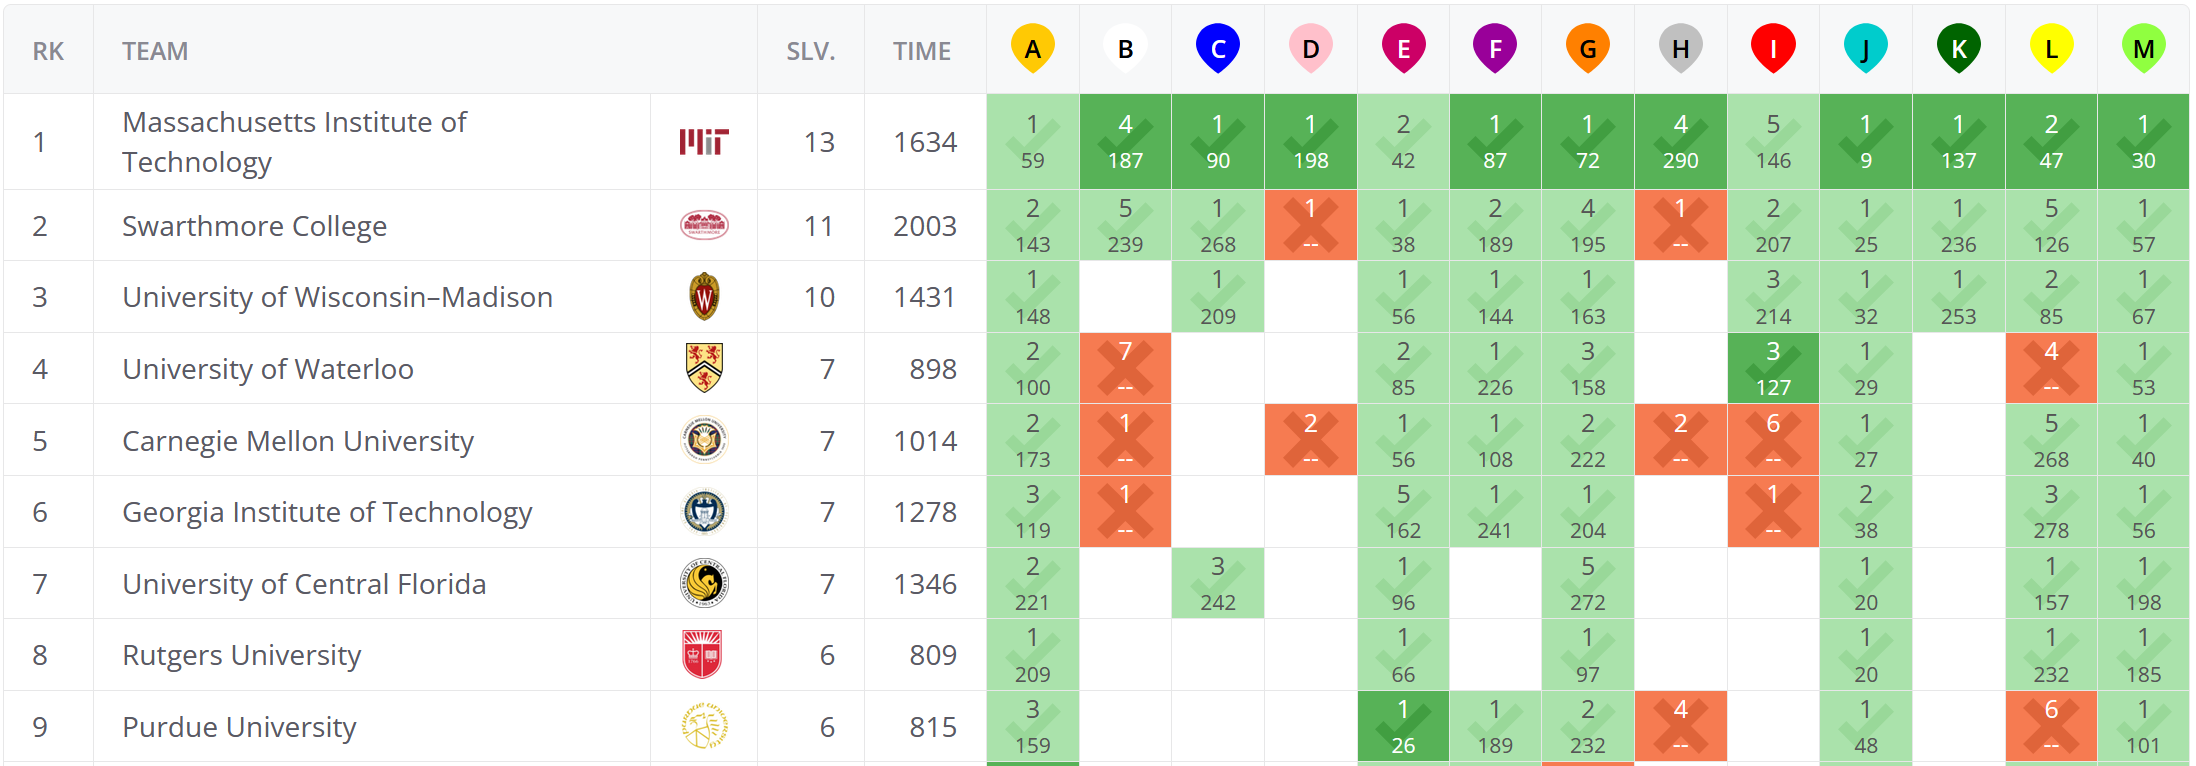 RK TEAM SLV. TIME A B C D E F G H I J K L M
1 Massachusetts Institute of Technology MIT 13 1634 1 59 4 187 1 90 1 198 2 42 1 87 1 72 4 290 5 146 1 9 1 137 2 47 1 30
2 Swarthmore College SWARTHMORE 11 2003 2 143 5 239 1 268 1 -- 1 38 2 189 4 195 1 -- 2 207 1 25 1 236 5 126 1 57
3 University of Wisconsin–Madison W 10 1431 1 148 1 209 1 56 1 144 1 163 3 214 1 32 1 253 2 85 1 67
4 University of Waterloo 7 898 2 100 7 -- 2 85 1 226 3 158 3 127 1 29 4 -- 1 53
5 Carnegie Mellon University 7 1014 2 173 1 -- 2 -- 1 56 1 108 2 222 2 -- 6 -- 1 27 5 268 1 40
6 Georgia Institute of Technology 7 1278 3 119 1 -- 5 162 1 241 1 204 1 -- 2 38 3 278 1 56
7 University of Central Florida 7 1346 2 221 3 242 1 96 5 272 1 20 1 157 1 198
8 Rutgers University 6 809 1 209 1 66 1 97 1 20 1 232 1 185
9 Purdue University 6 815 3 159 1 26 1 189 2 232 4 -- 1 48 6 -- 1 101